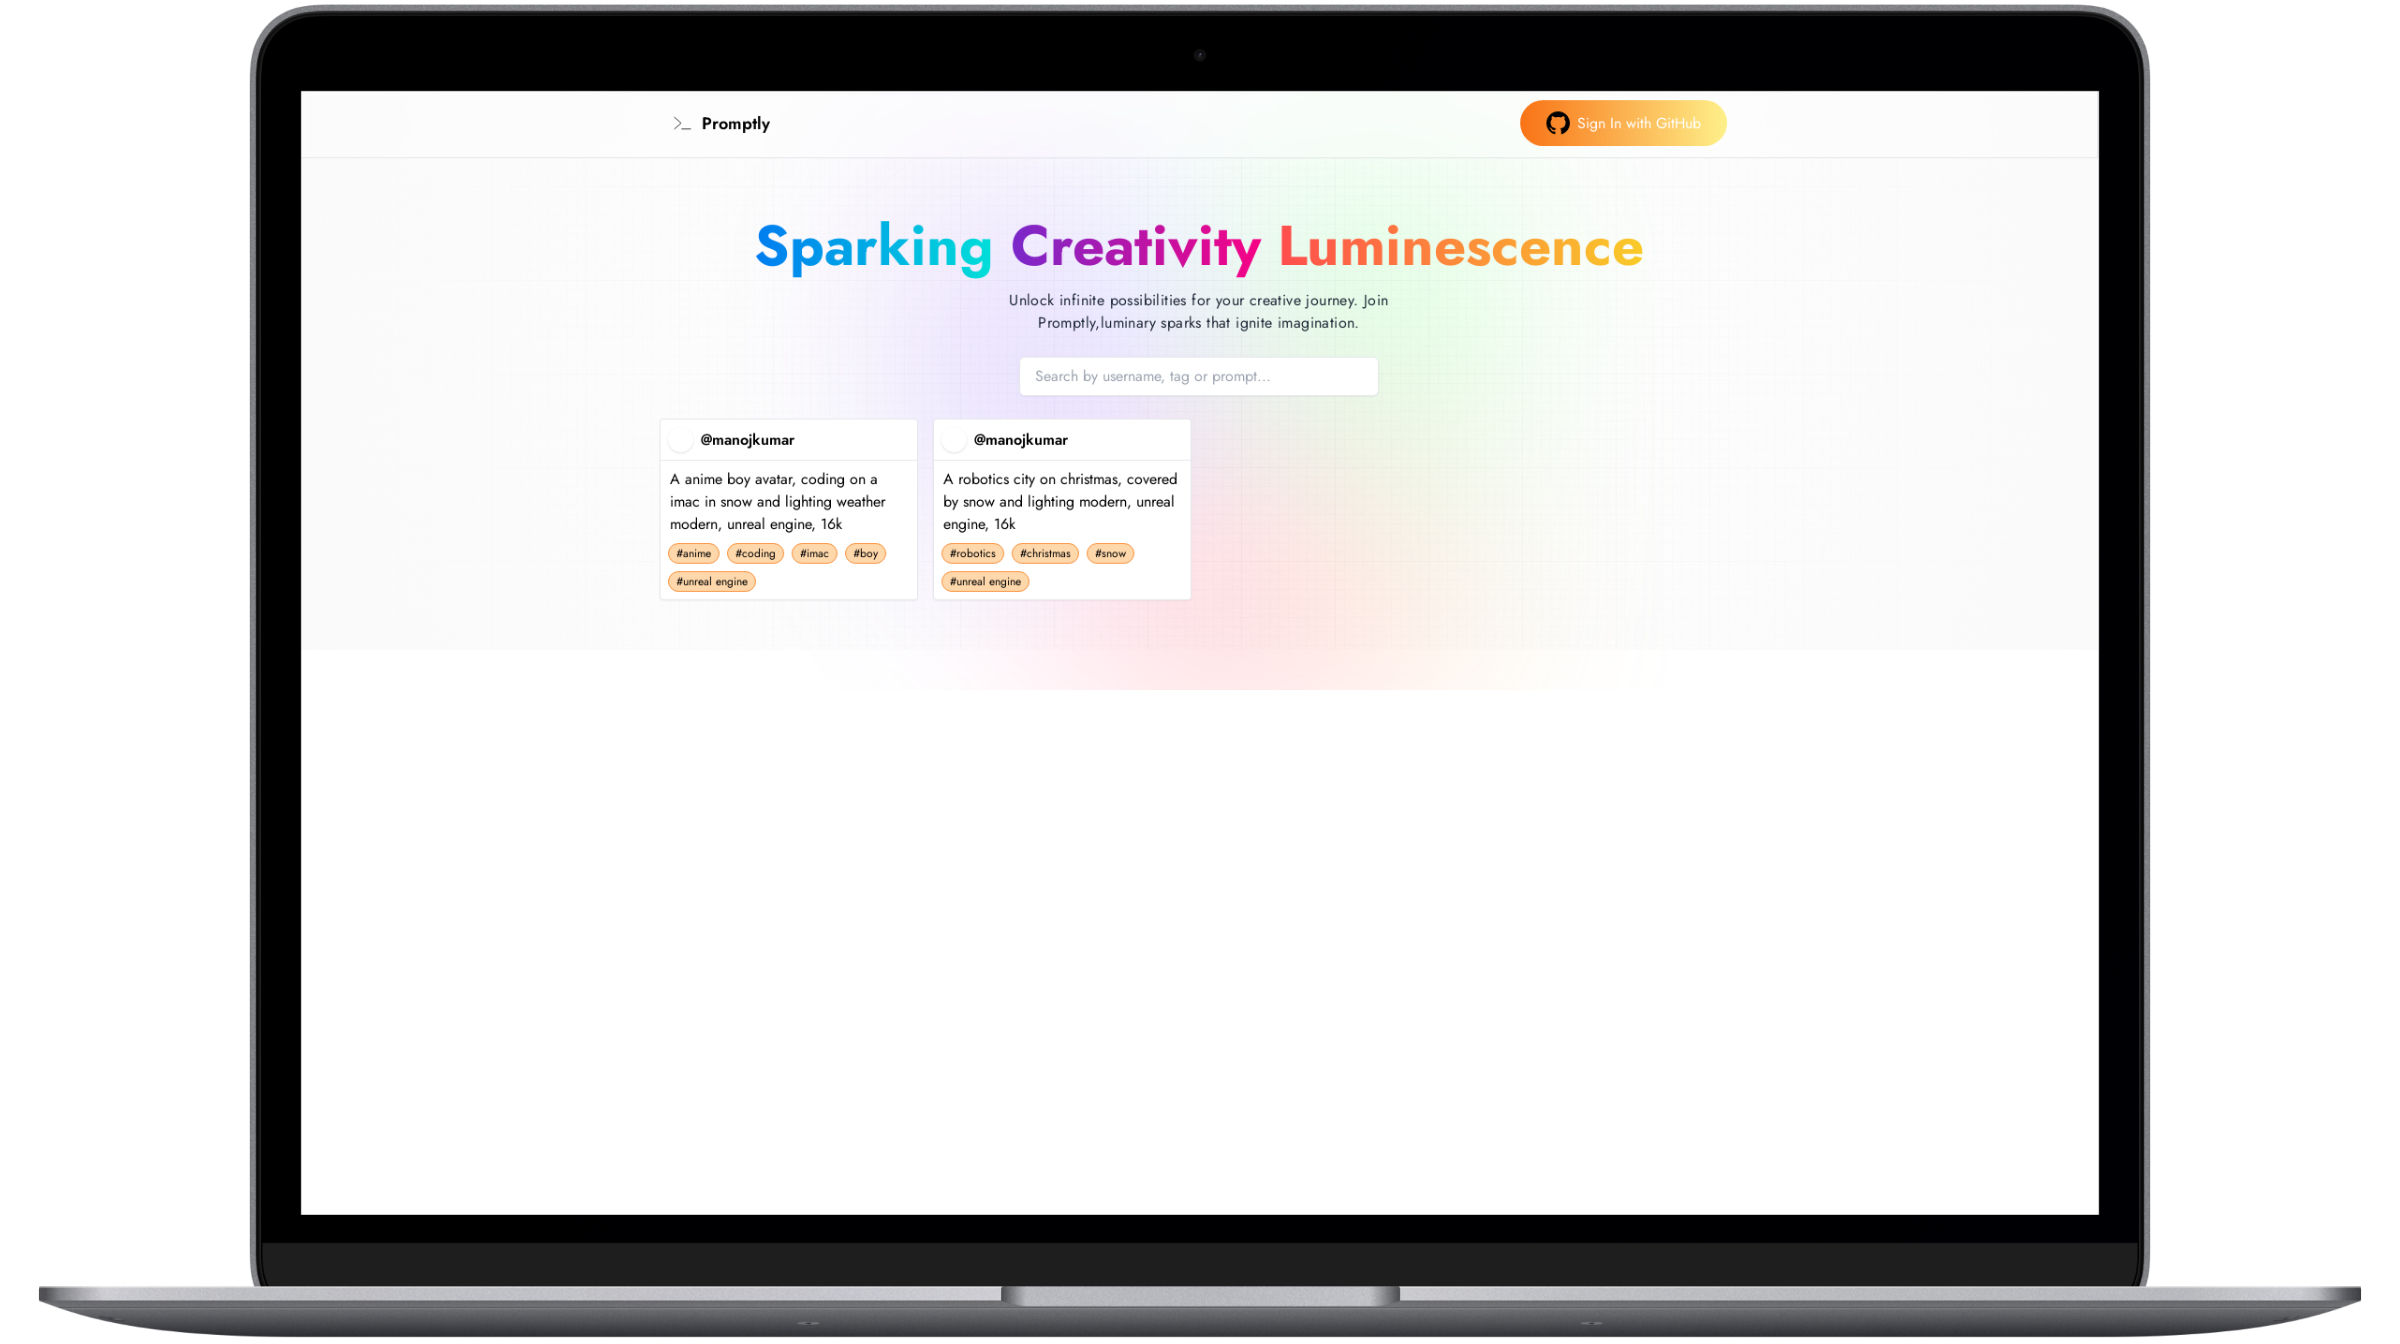 Promptly
Sign In with GitHub
Sparking Creativity Luminescence
Unlock infinite possibilities for your creative journey. Join
Promptly,luminary sparks that ignite imagination.
Search by username, tag or prompt...
@manojkumar
A anime boy avatar, coding on a
imac in snow and lighting weather
modern, unreal engine, 16k
#anime #coding #imac #boy
#unreal engine
@manojkumar
A robotics city on christmas, covered
by snow and lighting modern, unreal
engine, 16k
#robotics #christmas #snow
#unreal engine